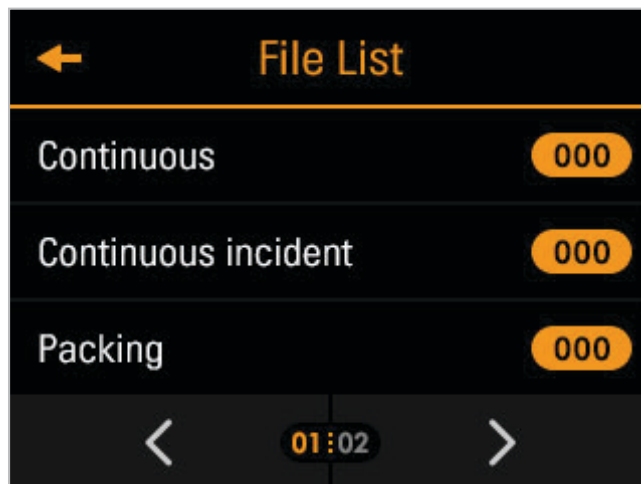 File List
Continuous 000
Continuous incident 000
Packing 000
01 02